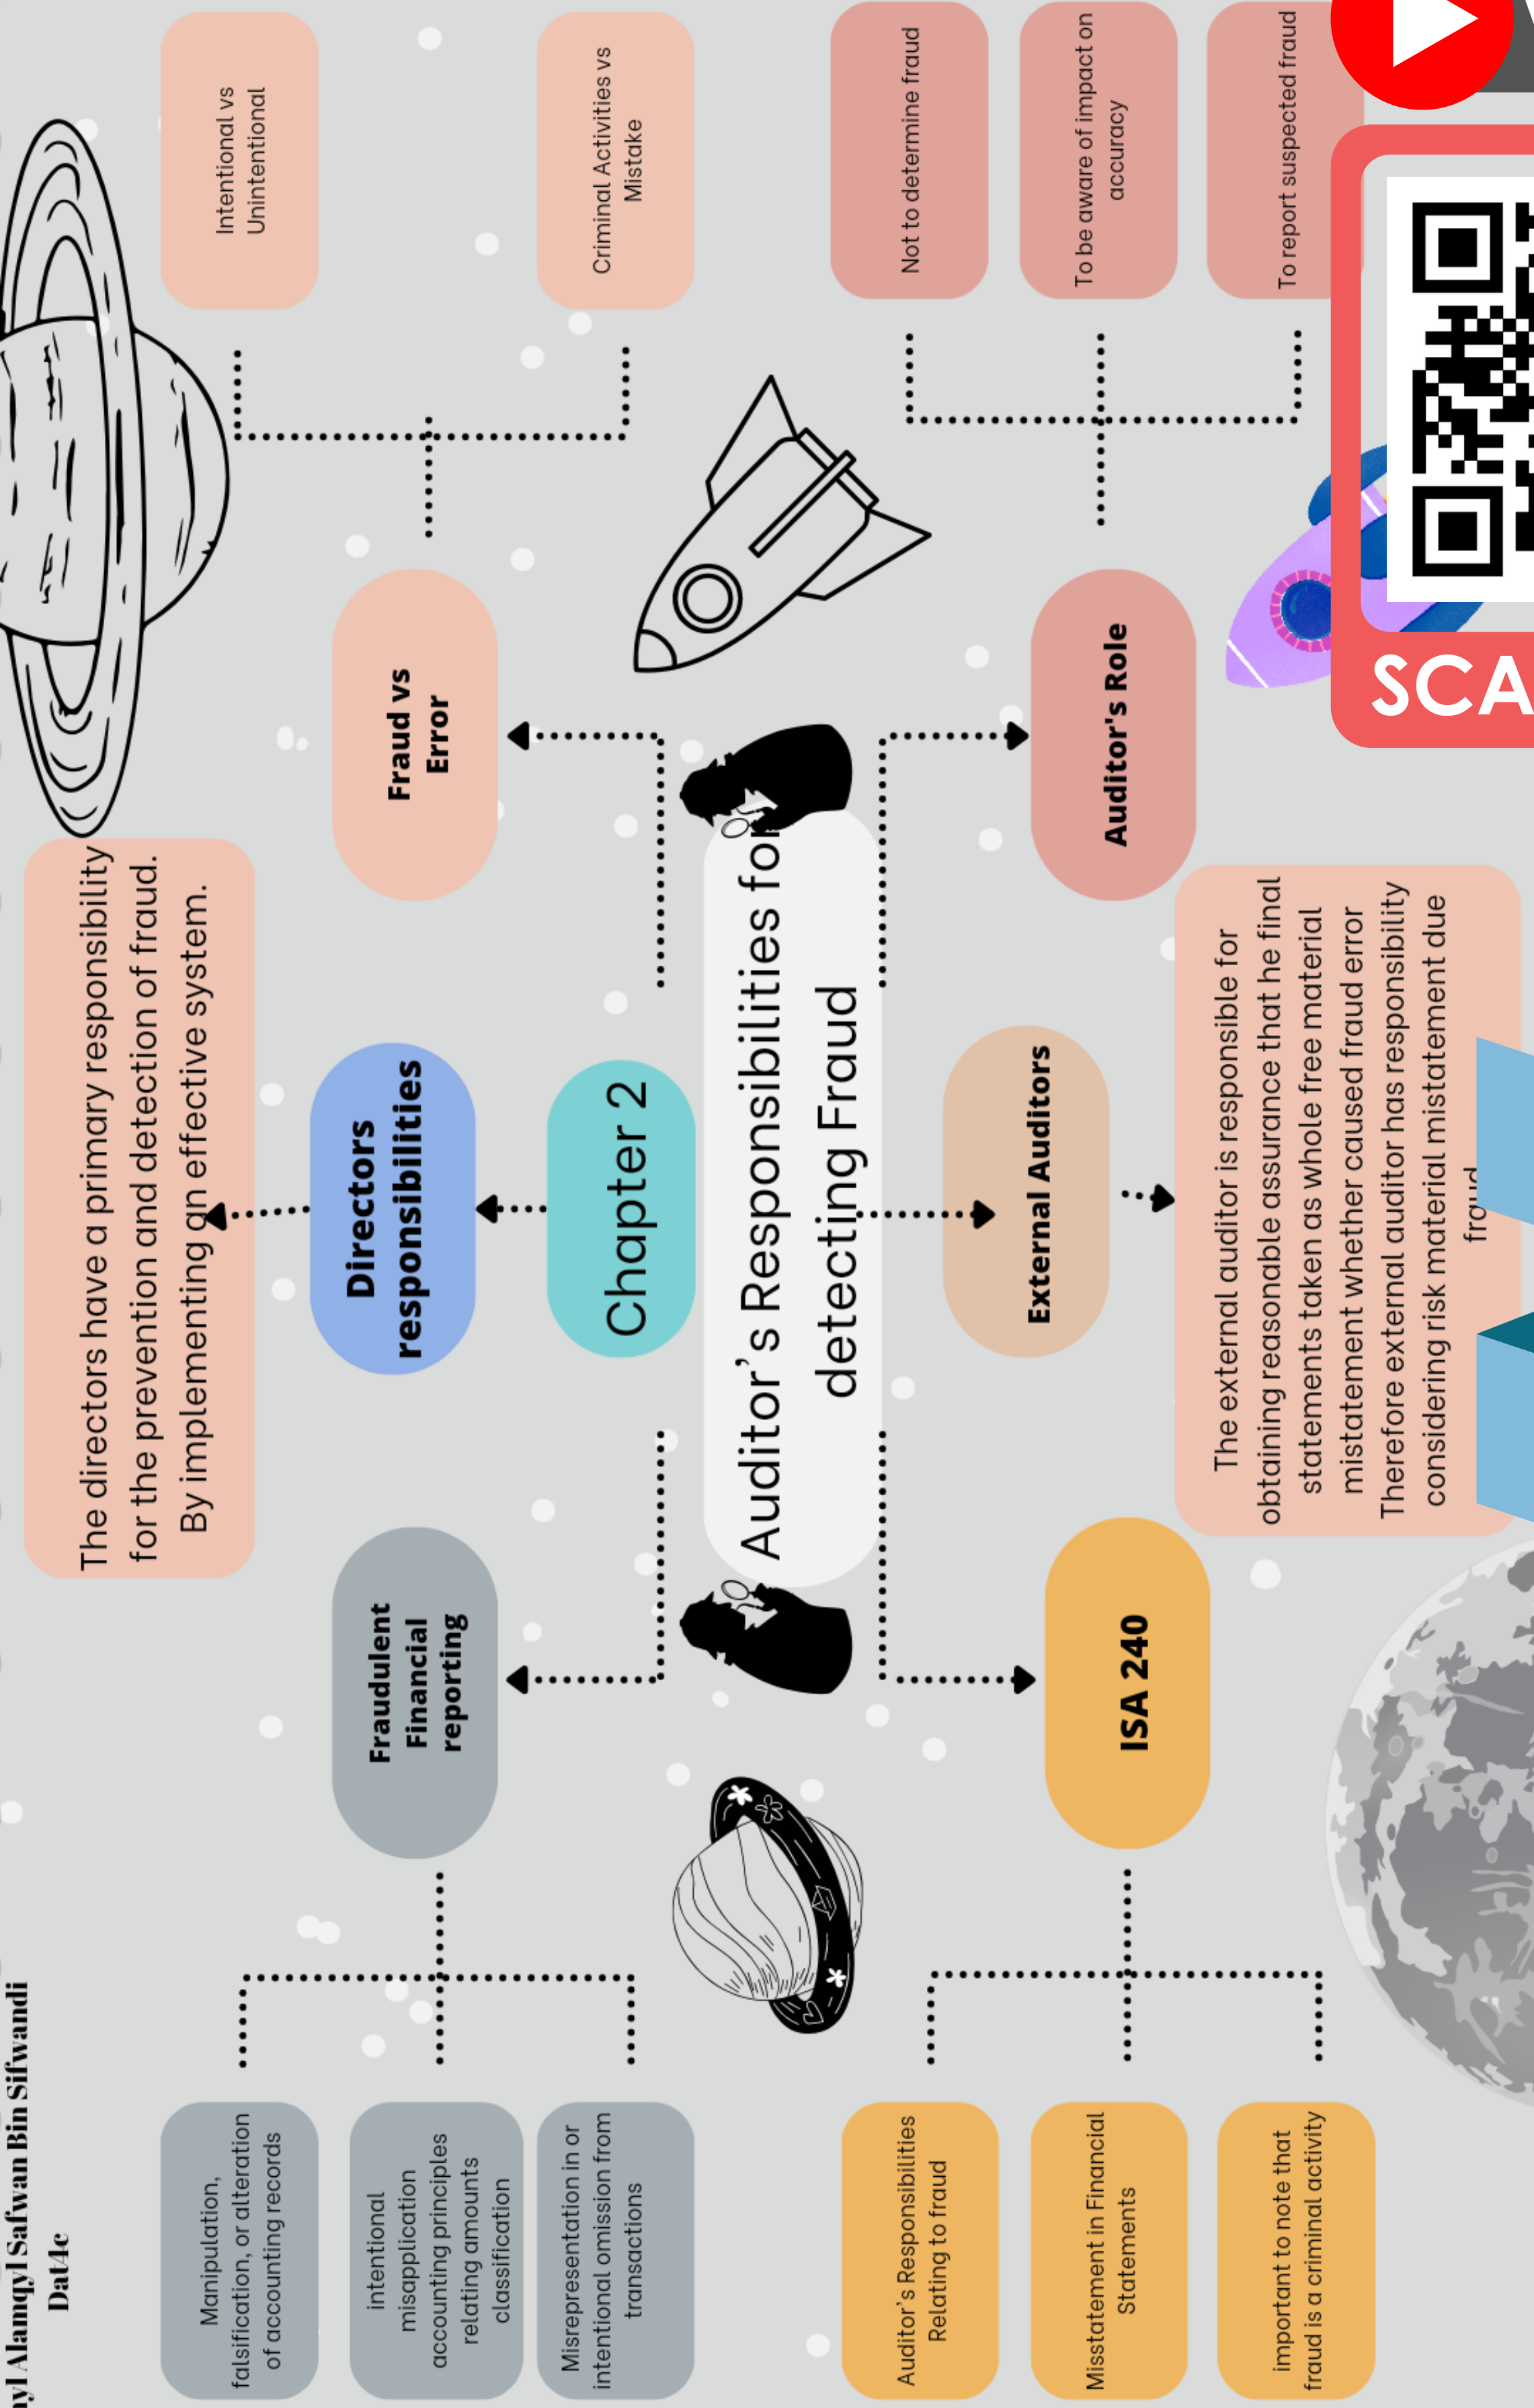 Alamqyl Safwan Bin Sifwandi
Dat4c
The directors have a primary responsibility
for the prevention and detection of fraud.
By implementing an effective system.
Manipulation,
falsification, or alteration
of accounting records
intentional
misapplication
accounting principles
relating amounts
classification
Misrepresentation in or
intentional omission from
transactions
Fraudulent
Financial
reporting
Directors
responsibilities
Fraud vs
Error
Intentional vs
Unintentional
Criminal Activities vs
Mistake
Chapter 2
Auditor's Responsibilities for
detecting Fraud
Auditor's Responsibilities
Relating to fraud
Misstatement in Financial
Statements
important to note that
fraud is a criminal activity
ISA 240
External Auditors
Auditor's Role
Not to determine fraud
To be aware of impact on
accuracy
To report suspected fraud
The external auditor is responsible for
obtaining reasonable assurance that he final
statements taken as whole free material
mistatement whether caused fraud error
Therefore external auditor has responsibility
considering risk material mistatement due
fraud
SCA